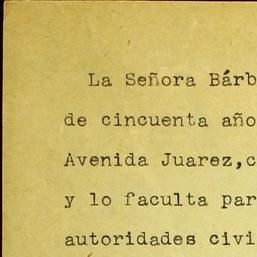 La Señora Bárb
de cincuenta año
Avenida Juarez,c
y lo faculta par
autoridades civi